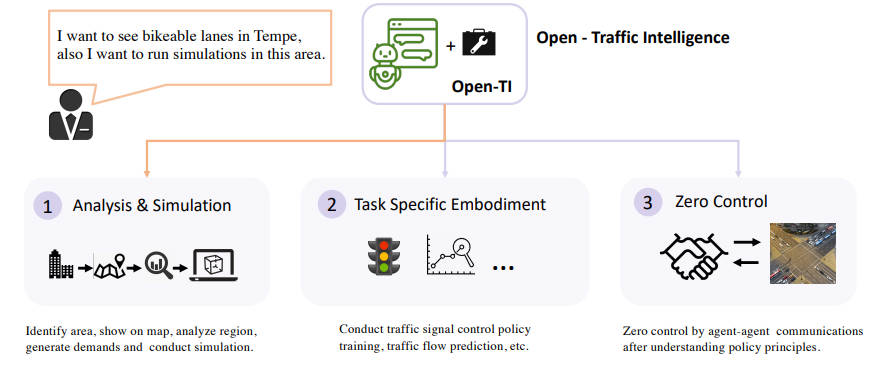 I want to see bikeable lanes in Tempe,
also I want to run simulations in this area.
+
Open-TI
Open - Traffic Intelligence
1
Analysis & Simulation
Identify area, show on map, analyze region,
generate demands and conduct simulation.
2
Task Specific Embodiment
...
Conduct traffic signal control policy
training, traffic flow prediction, etc.
3
Zero Control
Zero control by agent-agent communications
after understanding policy principles.